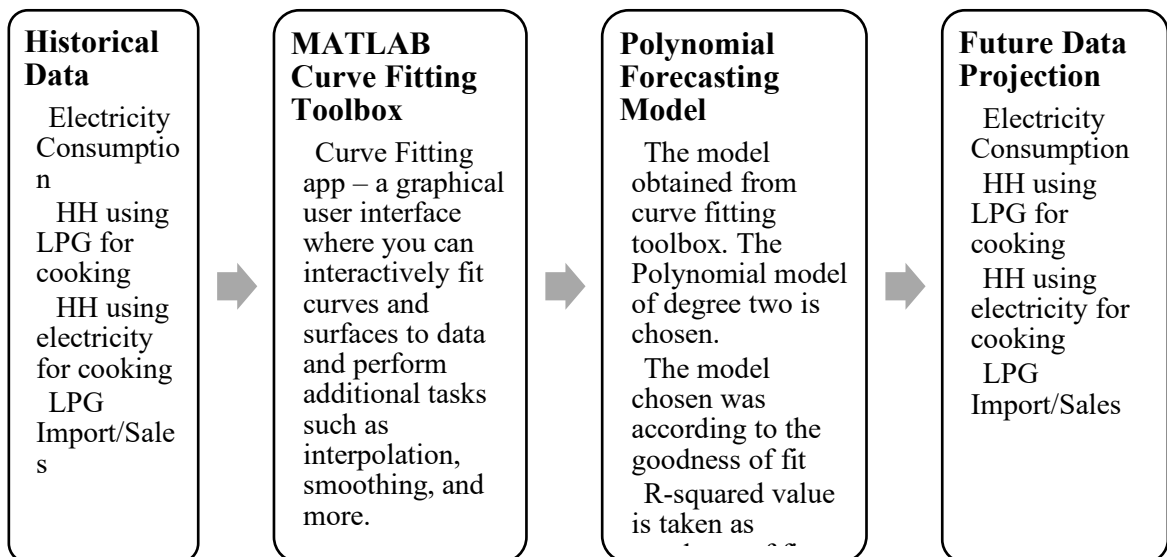 Historical
Data
Electricity
Consumptio
n
HH using
LPG for
cooking
HH using
electricity
for cooking
LPG
Import/Sale
s
MATLAB
Curve Fitting
Toolbox
Curve Fitting
app – a graphical
user interface
where you can
interactively fit
curves and
surfaces to data
and perform
additional tasks
such as
interpolation,
smoothing, and
more.
Polynomial
Forecasting
Model
The model
obtained from
curve fitting
toolbox. The
Polynomial model
of degree two is
chosen.
The model
chosen was
according to the
goodness of fit
R-squared value
is taken as
Future Data
Projection
Electricity
Consumption
HH using
LPG for
cooking
HH using
electricity for
cooking
LPG
Import/Sales